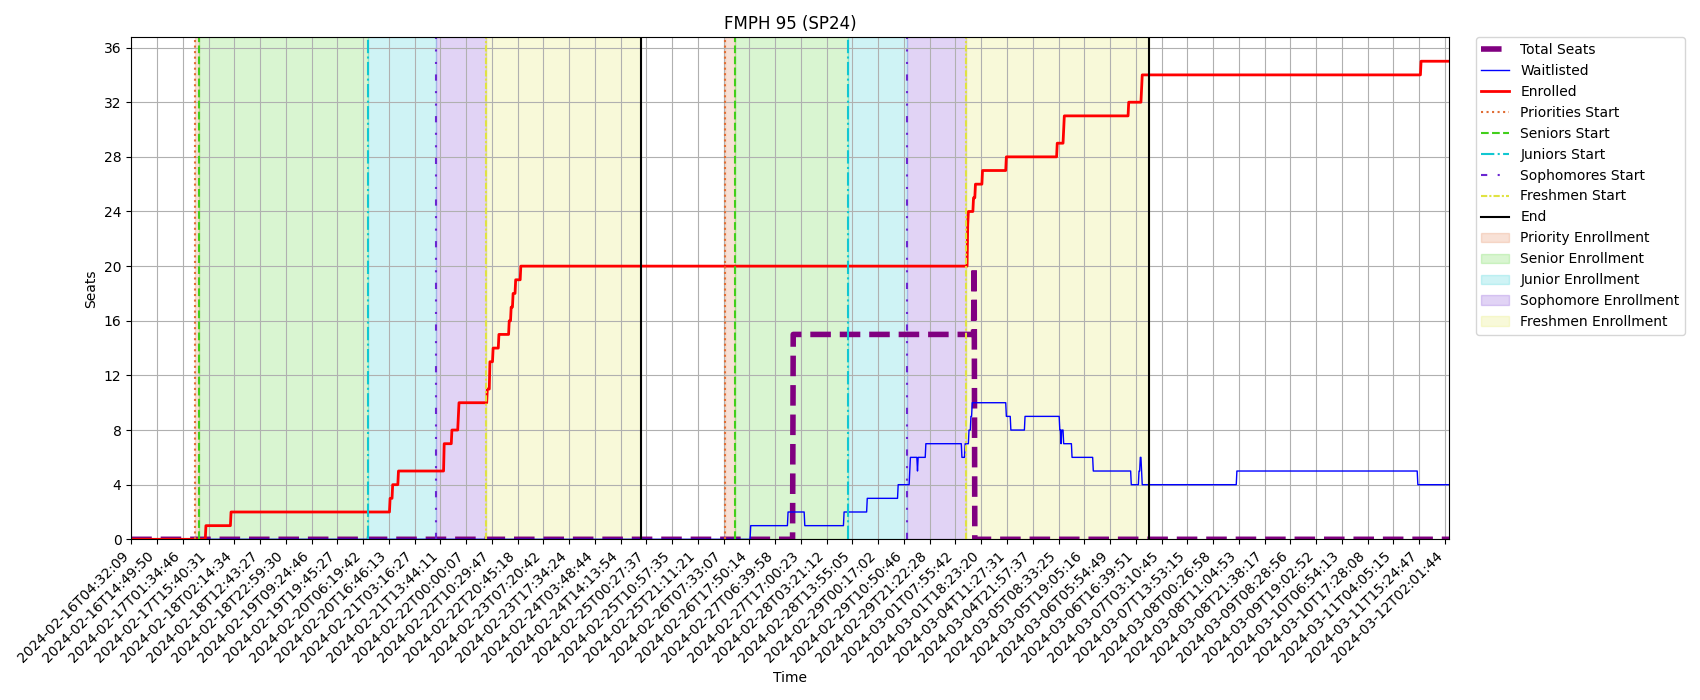 FMPH 95 (SP24)
36
32
28
24
20
16
12
8
4
0
Seats
2024-02-16T04:32:09
2024-02-16T14:49:50
2024-02-17T01:34:46
2024-02-17T15:40:31
2024-02-18T02:14:34
2024-02-18T12:43:27
2024-02-18T22:59:30
2024-02-19T09:24:46
2024-02-19T19:45:27
2024-02-20T06:19:42
2024-02-20T16:46:13
2024-02-21T03:16:27
2024-02-21T13:44:11
2024-02-22T00:00:07
2024-02-22T10:29:47
2024-02-22T20:45:18
2024-02-23T07:20:42
2024-02-23T17:34:24
2024-02-24T03:48:44
2024-02-24T14:13:54
2024-02-25T00:27:37
2024-02-25T10:57:35
2024-02-25T21:11:21
2024-02-26T07:33:07
2024-02-26T17:50:14
2024-02-27T06:39:58
2024-02-27T17:00:23
2024-02-28T03:21:12
2024-02-28T13:55:05
2024-02-29T00:17:02
2024-02-29T10:50:46
2024-02-29T21:22:28
2024-03-01T07:55:42
2024-03-01T18:23:20
2024-03-04T11:27:31
2024-03-04T21:57:37
2024-03-05T08:33:25
2024-03-05T19:05:16
2024-03-06T05:54:49
2024-03-06T16:39:51
2024-03-07T03:10:45
2024-03-07T13:53:15
2024-03-08T00:26:58
2024-03-08T11:04:53
2024-03-08T21:38:17
2024-03-09T08:28:56
2024-03-09T19:02:52
2024-03-10T06:54:13
2024-03-10T17:28:08
2024-03-11T04:05:15
2024-03-11T15:24:47
2024-03-12T02:01:44
Time
Total Seats
Waitlisted
Enrolled
Priorities Start
Seniors Start
Juniors Start
Sophomores Start
Freshmen Start
End
Priority Enrollment
Senior Enrollment
Junior Enrollment
Sophomore Enrollment
Freshmen Enrollment